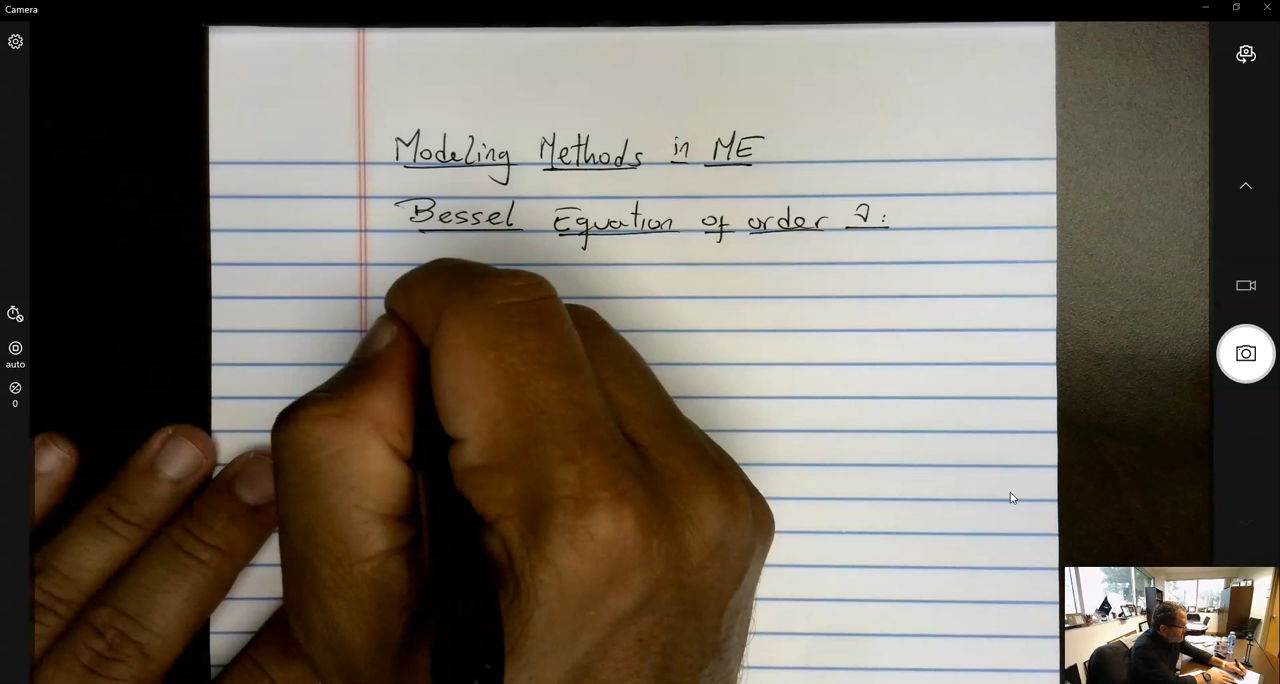 Camera
Modeling Methods in ME
Bessel Equation of order ν:
auto
0